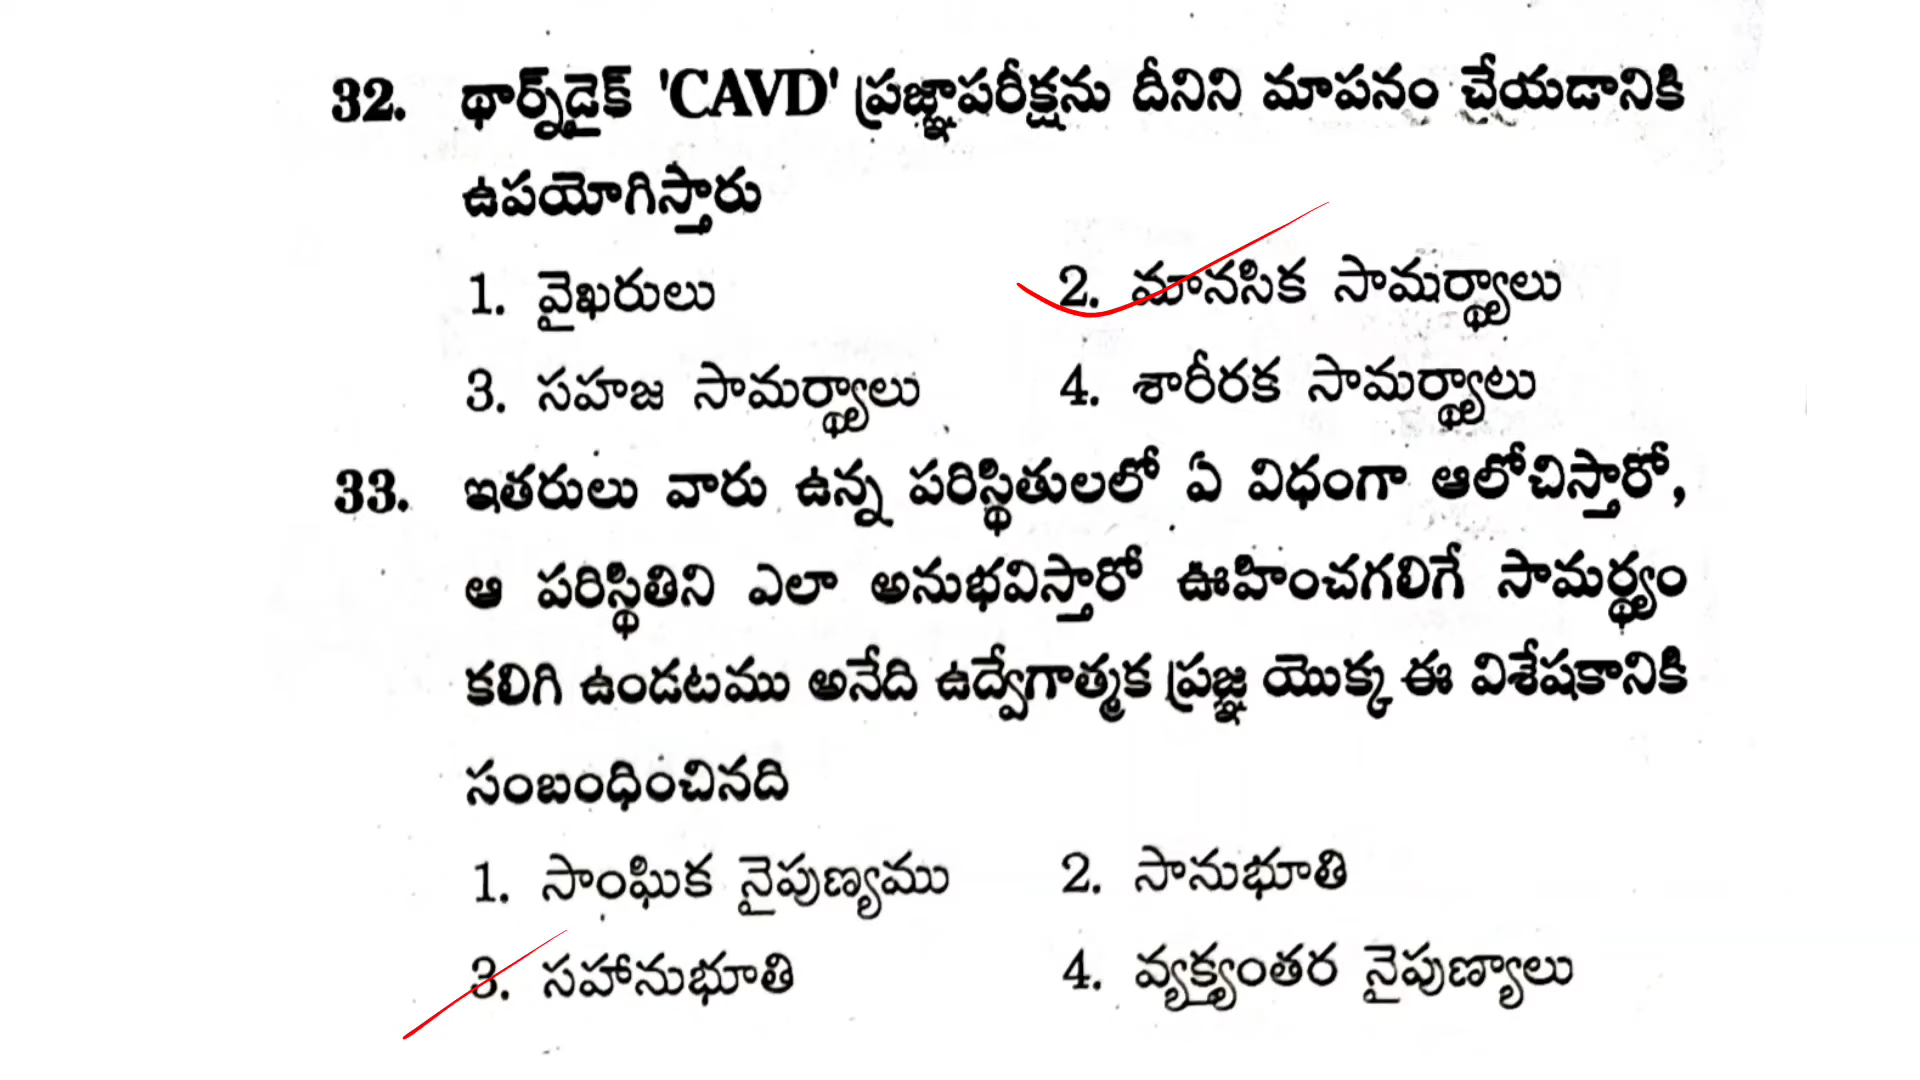 32. థార్న్‌డైక్ 'CAVD' ప్రజ్ఞాపరీక్షను దీనిని మాపనం చేయడానికి
ఉపయోగిస్తారు
1. వైఖరులు 2. మానసిక సామర్థ్యాలు
3. సహజ సామర్థ్యాలు 4. శారీరక సామర్థ్యాలు
33. ఇతరులు వారు ఉన్న పరిస్థితులలో ఏ విధంగా ఆలోచిస్తారో,
ఆ పరిస్థితిని ఎలా అనుభవిస్తారో ఊహించగలిగే సామర్థ్యం
కలిగి ఉండటము అనేది ఉద్వేగాత్మక ప్రజ్ఞ యొక్క ఈ విశేషకానికి
సంబంధించినది
1. సాంఘిక నైపుణ్యము 2. సానుభూతి
3. సహానుభూతి 4. వ్యక్త్యంతర నైపుణ్యాలు